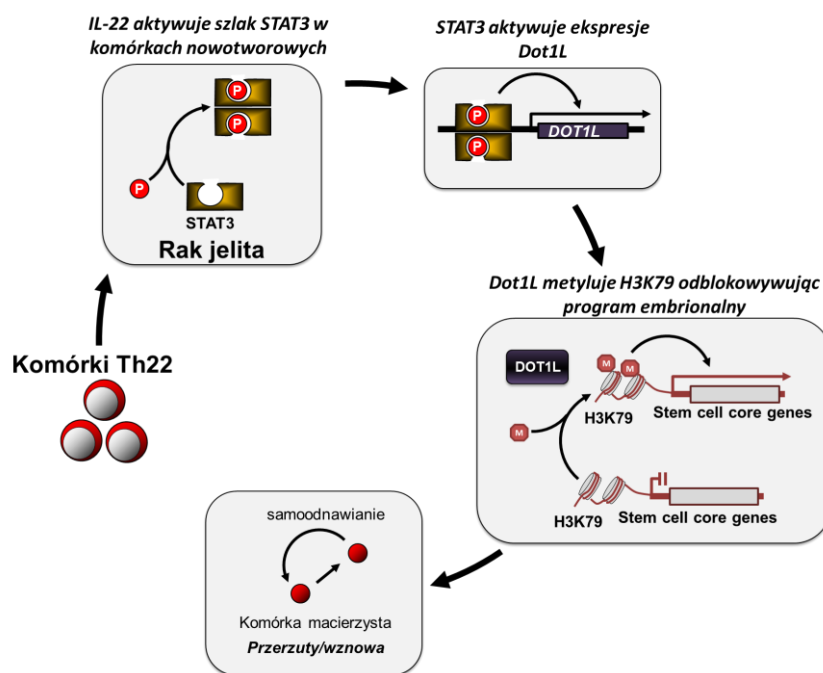 IL-22 aktywuje szlak STAT3 w
komórkach nowotworowych
P
P
P
STAT3
Rak jelita
STAT3 aktywuje ekspresje
Dot1L
P
P
DOT1L
Dot1L metyluje H3K79 odblokowywując
program embrionalny
DOT1L
M
M
H3K79
Stem cell core genes
M
H3K79
Stem cell core genes
Komórki Th22
samoodnawianie
Komórka macierzysta
Przerzuty/wznowa